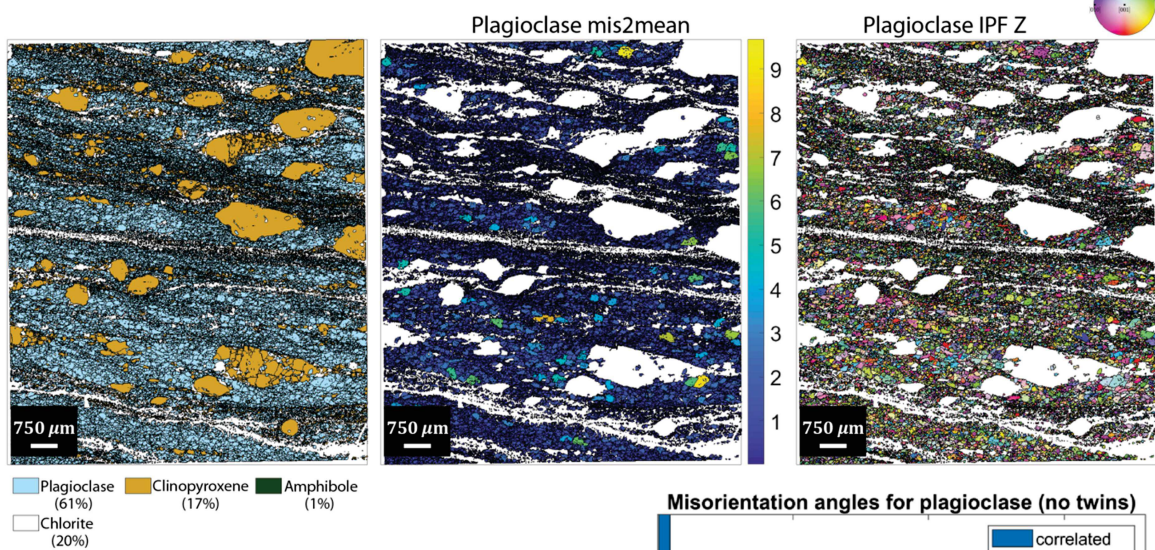 Plagioclase mis2mean
Plagioclase IPF Z
[001]
9
8
7
6
5
4
3
2
1
750 μm
750 μm
750 μm
Plagioclase
(61%)
Clinopyroxene
(17%)
Amphibole
(1%)
Chlorite
(20%)
Misorientation angles for plagioclase (no twins)
correlated